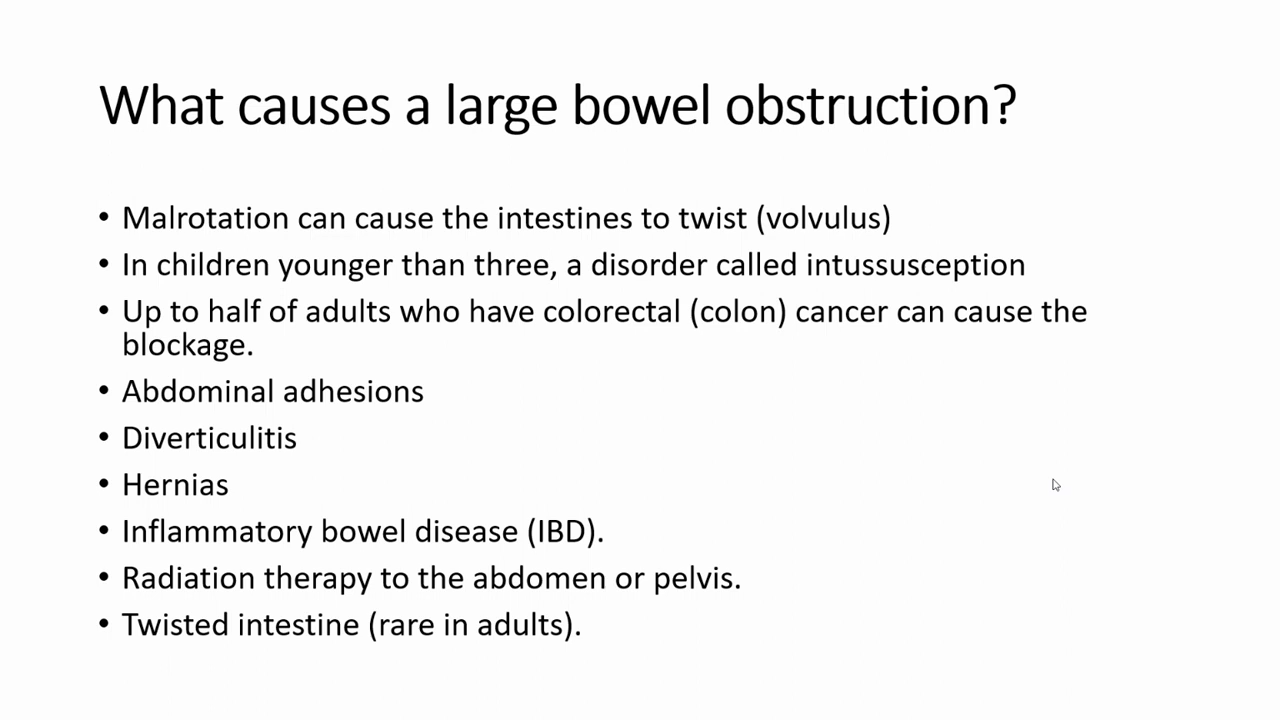 What causes a large bowel obstruction?
• Malrotation can cause the intestines to twist (volvulus)
• In children younger than three, a disorder called intussusception
• Up to half of adults who have colorectal (colon) cancer can cause the
blockage.
• Abdominal adhesions
• Diverticulitis
• Hernias
• Inflammatory bowel disease (IBD).
• Radiation therapy to the abdomen or pelvis.
• Twisted intestine (rare in adults).